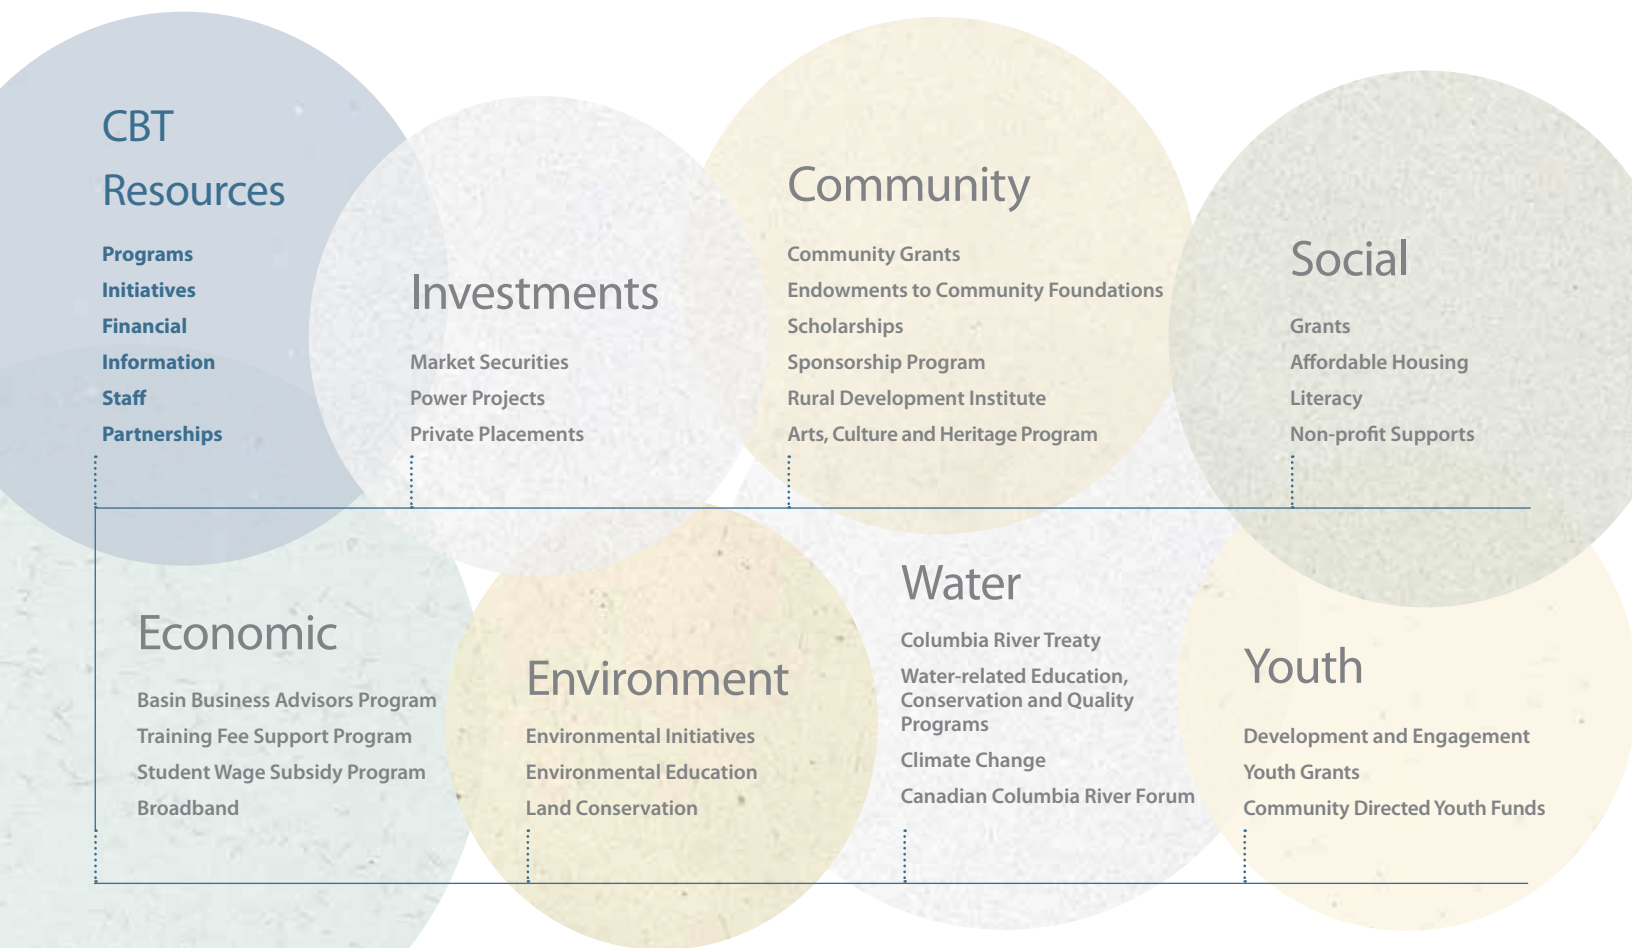 CBT
Resources
Programs
Initiatives
Financial
Information
Staff
Partnerships
Investments
Market Securities
Power Projects
Private Placements
Community
Community Grants
Endowments to Community Foundations
Scholarships
Sponsorship Program
Rural Development Institute
Arts, Culture and Heritage Program
Social
Grants
Affordable Housing
Literacy
Non-profit Supports
Economic
Basin Business Advisors Program
Training Fee Support Program
Student Wage Subsidy Program
Broadband
Environment
Environmental Initiatives
Environmental Education
Land Conservation
Water
Columbia River Treaty
Water-related Education,
Conservation and Quality
Programs
Climate Change
Canadian Columbia River Forum
Youth
Development and Engagement
Youth Grants
Community Directed Youth Funds